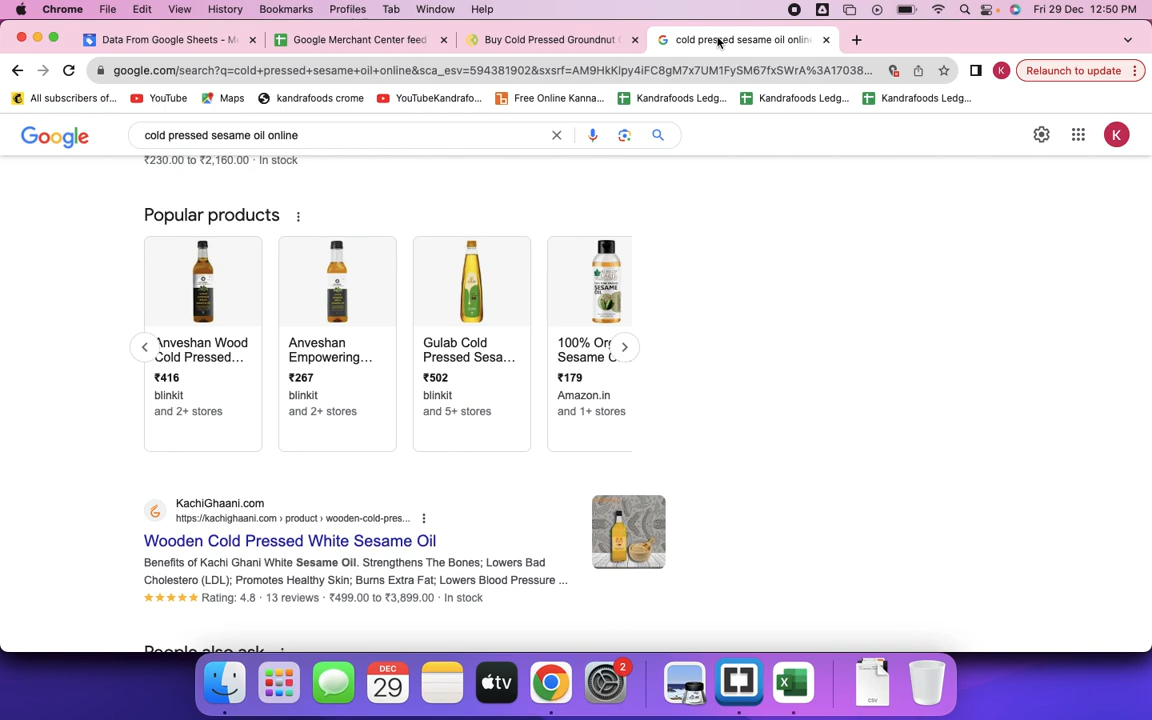 Chrome File Edit View History Bookmarks Profiles Tab Window Help Fri 29 Dec 12:50 PM
Data From Google Sheets - M Google Merchant Center feed Buy Cold Pressed Groundnut cold pressed sesame oil onlin
google.com/search?q=cold+pressed+sesame+oil+online&sca_esv=594381902&sxsrf=AM9HkKlpy4iFC8gM7x7UM1FySM67fxSWrA%3A17038... K Relaunch to update
All subscribers of... YouTube Maps kandrafoods crome YouTubeKandrafo... Free Online Kanna... Kandrafoods Ledg... Kandrafoods Ledg... Kandrafoods Ledg...
Google cold pressed sesame oil online K
₹230.00 to ₹2,160.00 · In stock
Popular products
Anveshan Wood
Cold Pressed...
₹416
blinkit
and 2+ stores
Anveshan
Empowering...
₹267
blinkit
and 2+ stores
Gulab Cold
Pressed Sesa...
₹502
blinkit
and 5+ stores
SESAME
OIL
100% Or
Sesame
₹179
Amazon.in
and 1+ stores
KachiGhaani.com
https://kachighaani.com › product › wooden-cold-pres...
Wooden Cold Pressed White Sesame Oil
Benefits of Kachi Ghani White Sesame Oil. Strengthens The Bones; Lowers Bad
Cholestero (LDL); Promotes Healthy Skin; Burns Extra Fat; Lowers Blood Pressure ...
Rating: 4.8 · 13 reviews · ₹499.00 to ₹3,899.00 · In stock
People also ask
DEC
29
tv
2
CSV